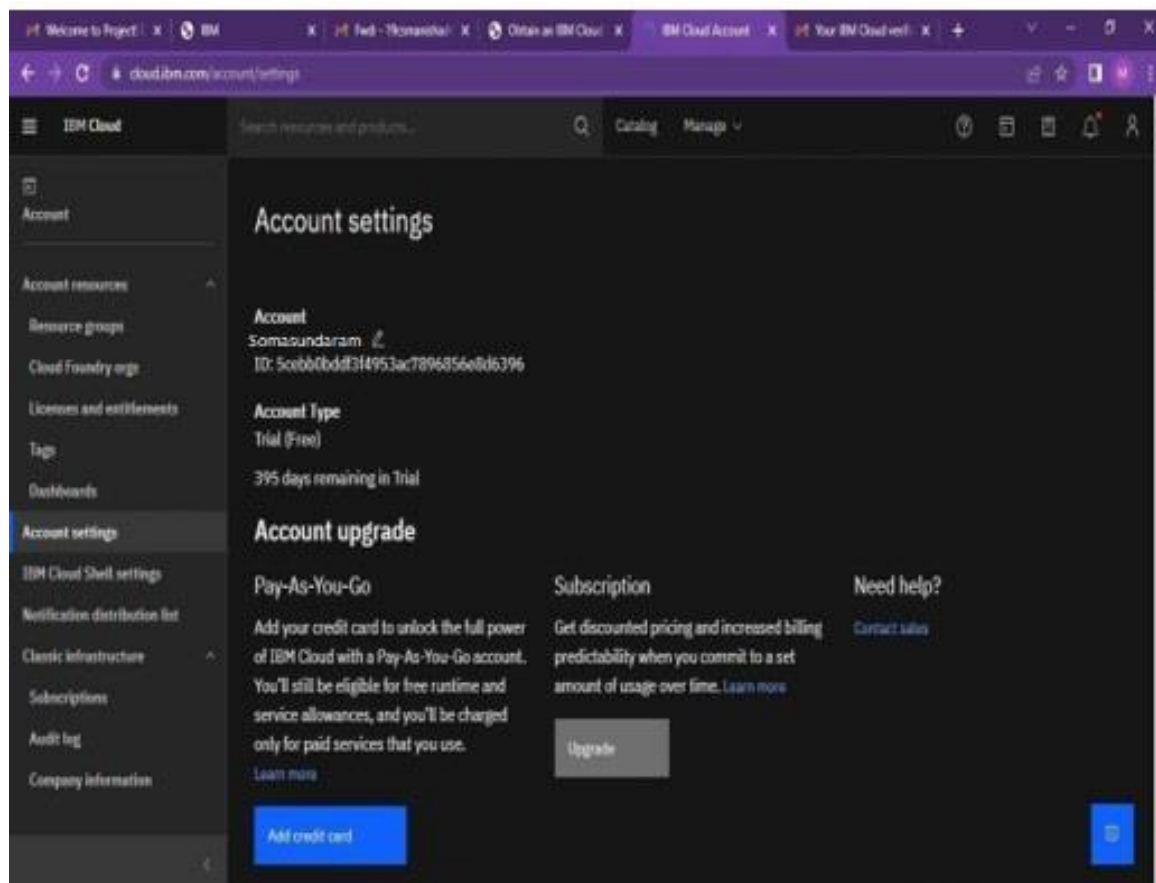 Welcome to Project
IBM
Fwd -
Obtain an IBM Cloud
IBM Cloud Account
Your IBM Cloud verifi
cloud.ibm.com/account/settings
IBM Cloud
Search resources and products...
Catalog
Manage
Account
Account settings
Account resources
Resource groups
Cloud Foundry orgs
Licenses and entitlements
Tags
Dashboards
Account settings
IBM Cloud Shell settings
Notification distribution list
Classic infrastructure
Subscriptions
Audit log
Company information
Account
Somasundaram
ID: 5cebb0bddf3f4953ac7896856e8d6396
Account Type
Trial (Free)
395 days remaining in Trial
Account upgrade
Pay-As-You-Go
Add your credit card to unlock the full power
of IBM Cloud with a Pay-As-You-Go account.
You'll still be eligible for free runtime and
service allowances, and you'll be charged
only for paid services that you use.
Learn more
Add credit card
Subscription
Get discounted pricing and increased billing
predictability when you commit to a set
amount of usage over time. Learn more
Upgrade
Need help?
Contact sales